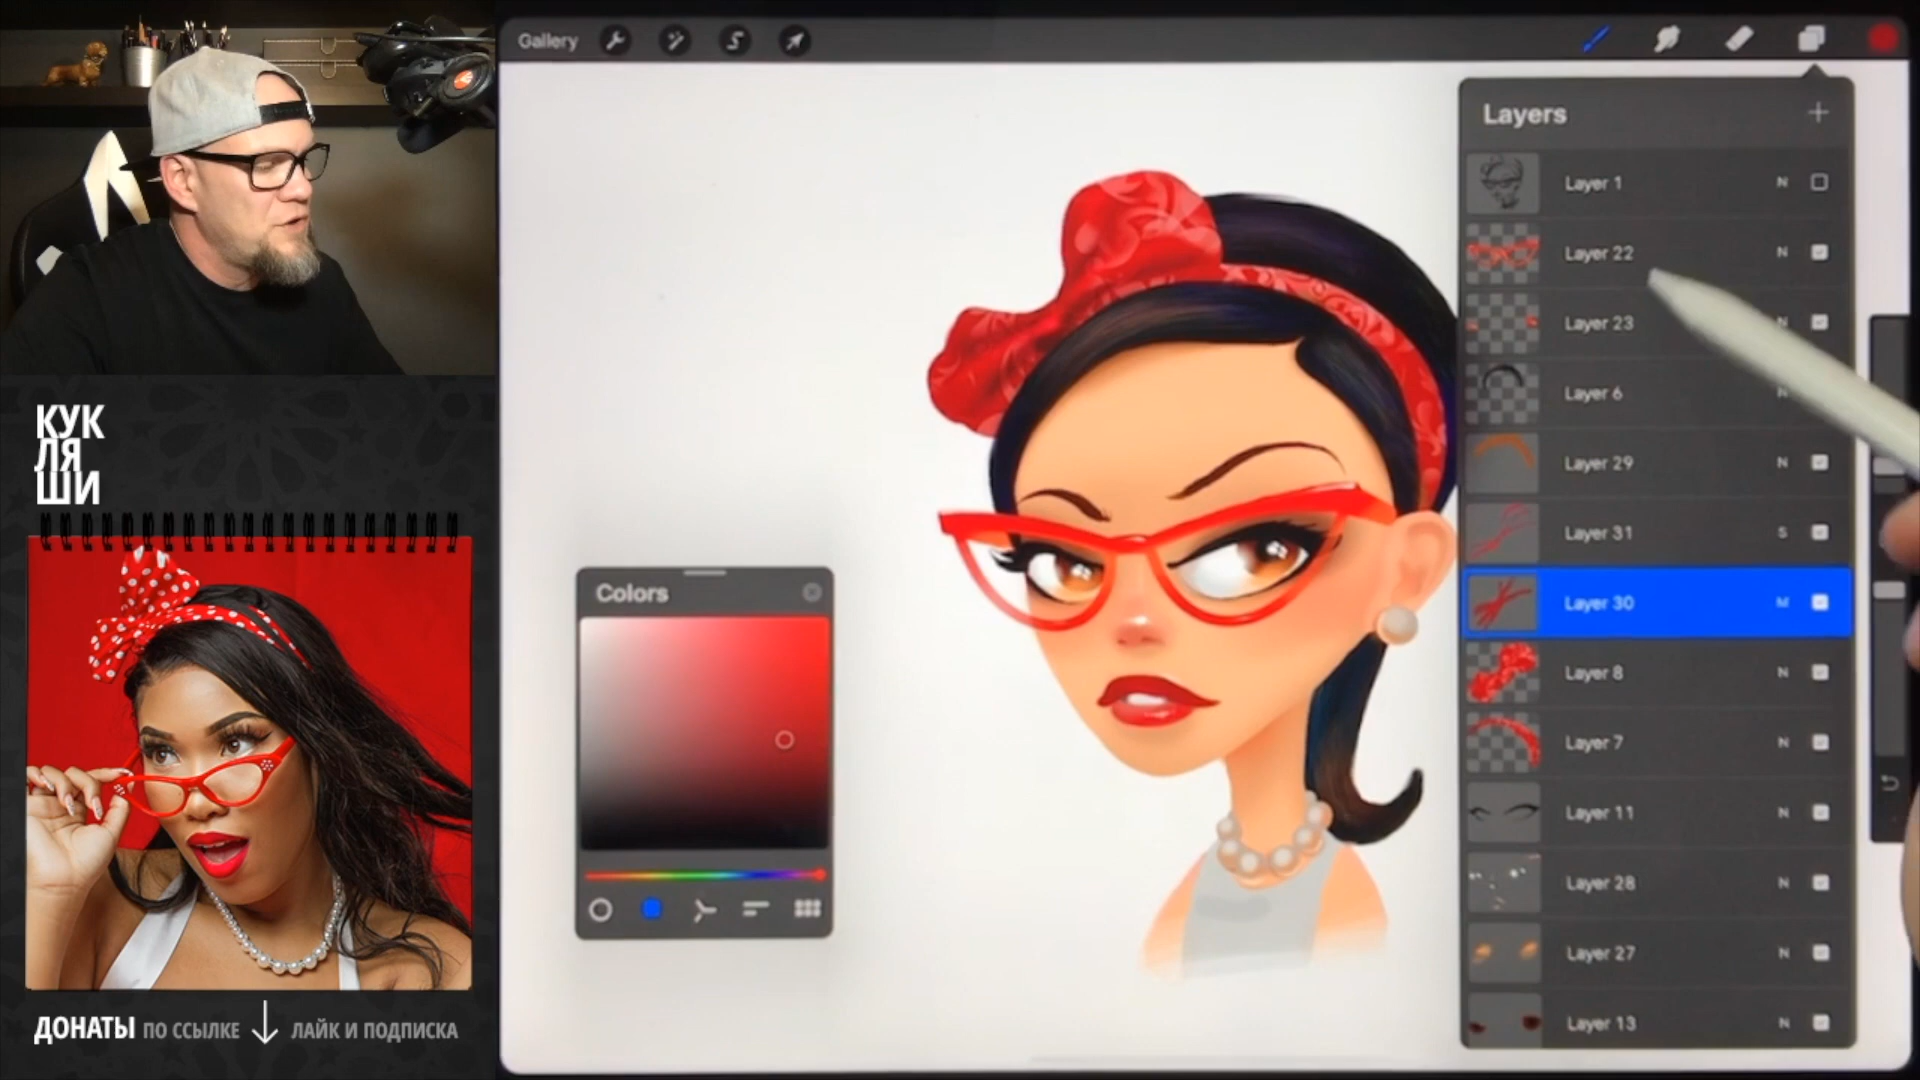 Gallery
Layers
Layer 1 N
Layer 22 N
Layer 23 N
Layer 6 N
Layer 29 N
Layer 31 S
Layer 30 M
Layer 8 N
Layer 7 N
Layer 11 N
Layer 28 N
Layer 27 N
Layer 13 N
Colors
КУК
ЛЯ
ШИ
ДОНАТЫ ПО ССЫЛКЕ ЛАЙК И ПОДПИСКА